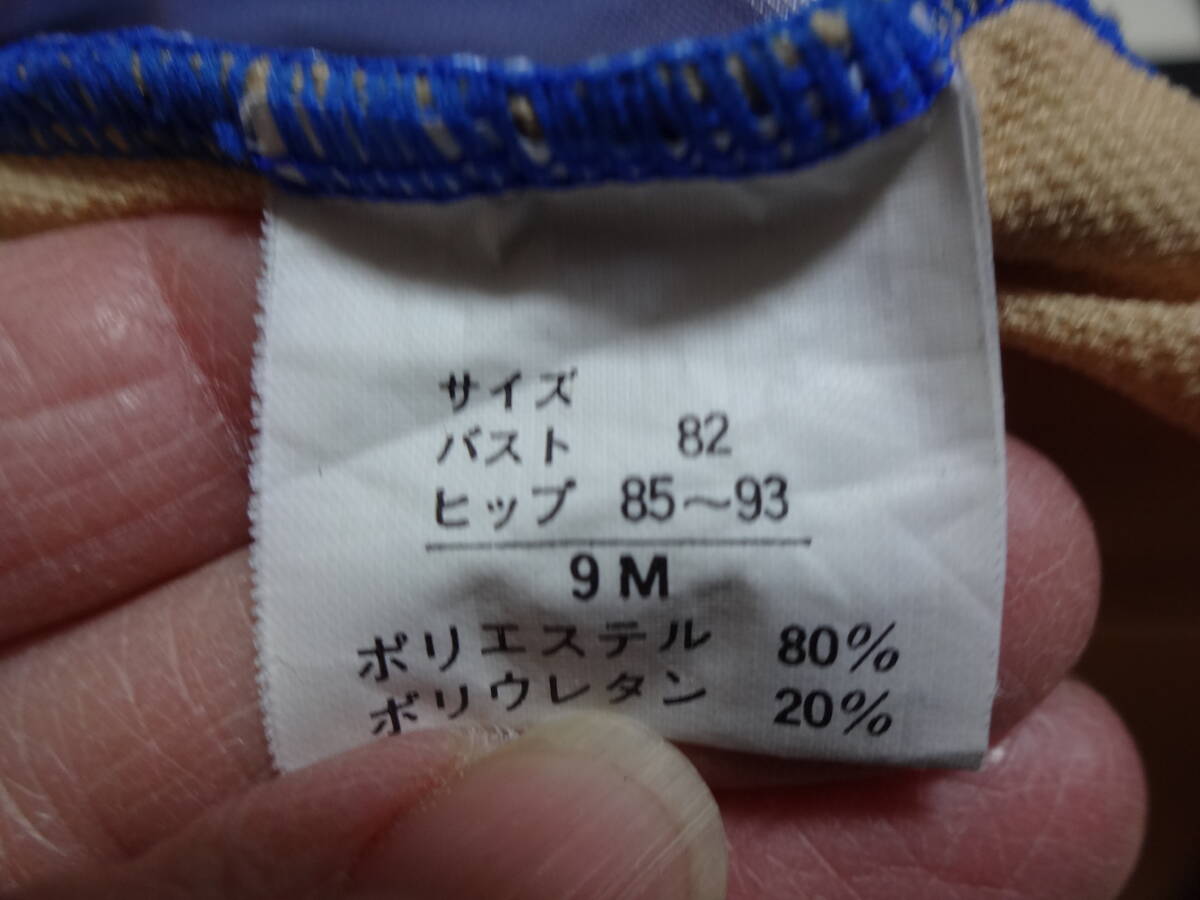 サイズ
バスト 82
ヒップ 85～93
9M
ポリエステル 80%
ポリウレタン 20%